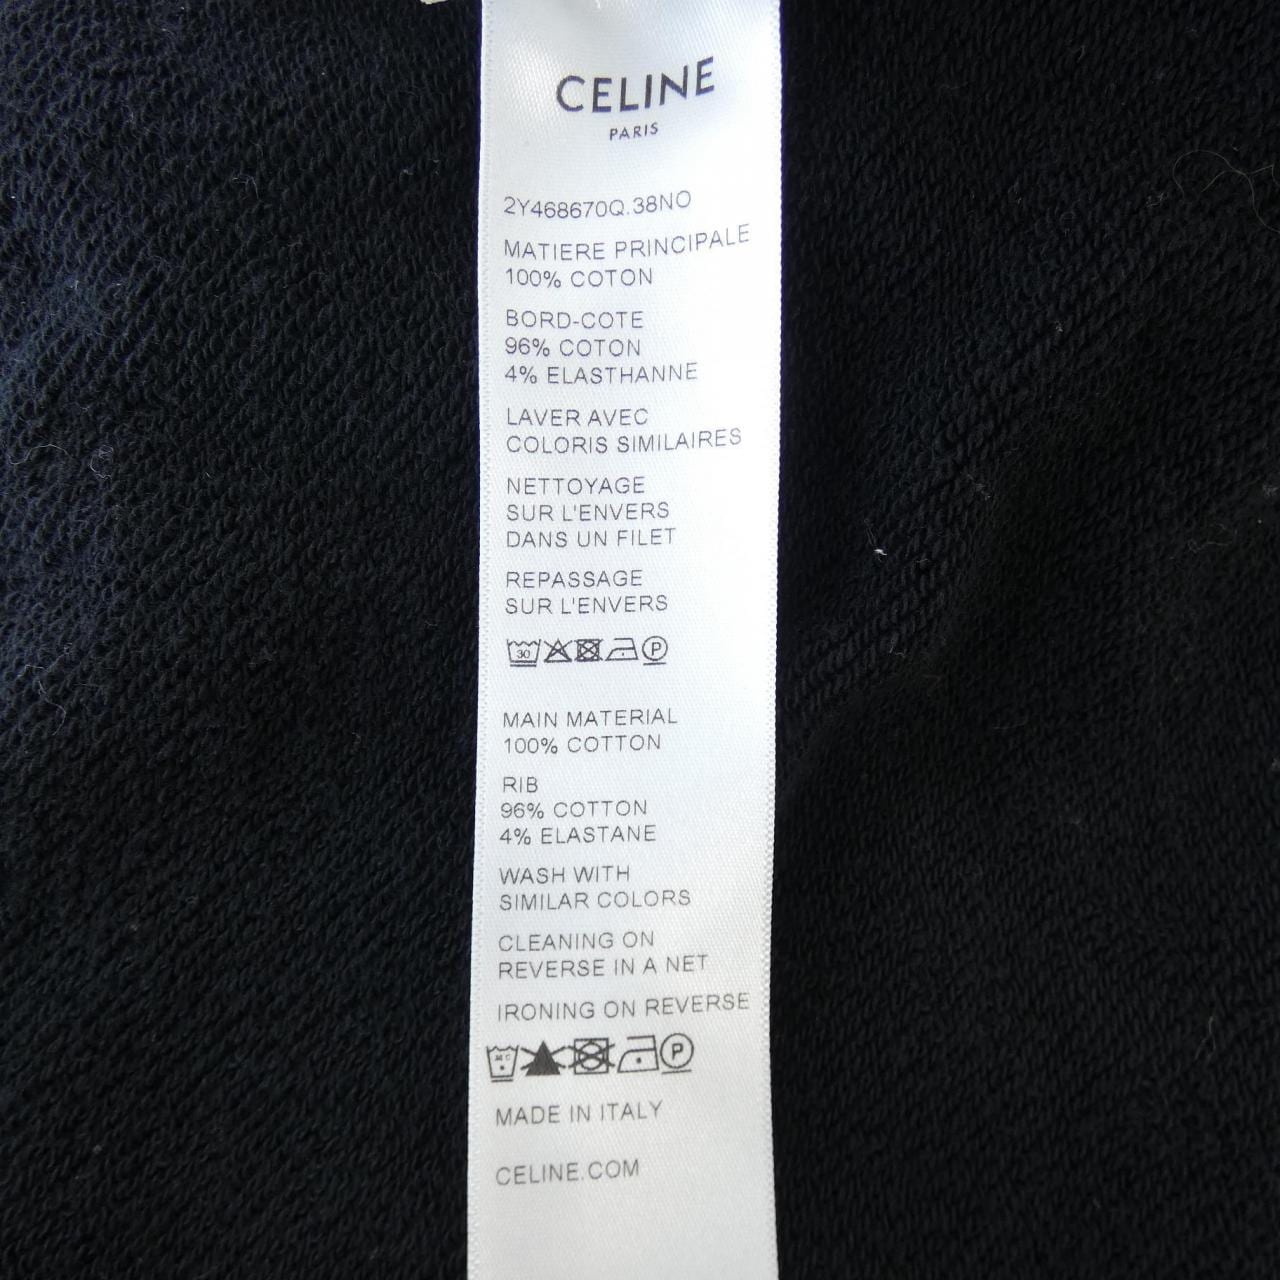 CELINE
PARIS
2Y468670Q.38NO
MATIERE PRINCIPALE
100% COTON
BORD-COTE
96% COTON
4% ELASTHANNE
LAVER AVEC
COLORIS SIMILAIRES
NETTOYAGE
SUR L'ENVERS
DANS UN FILET
REPASSAGE
SUR L'ENVERS
30 P
MAIN MATERIAL
100% COTTON
RIB
96% COTTON
4% ELASTANE
WASH WITH
SIMILAR COLORS
CLEANING ON
REVERSE IN A NET
IRONING ON REVERSE
P
MADE IN ITALY
CELINE.COM